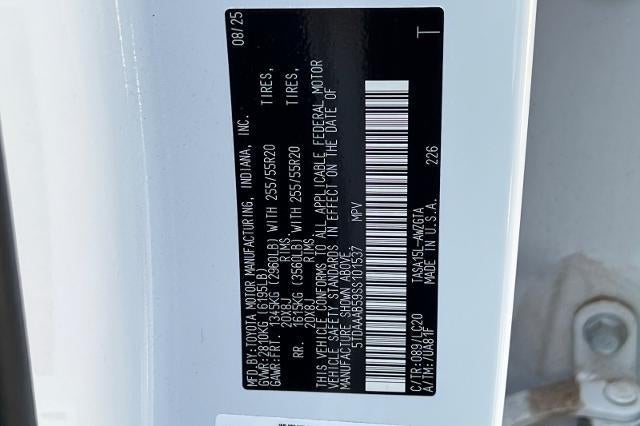 MFD.BY:TOYOTA MOTOR MANUFACTURING, INDIANA, INC. 08/25
GVWR:2810KG (6195LB)
GAWR:FRT. 1345KG (2960LB) WITH 255/55R20 TIRES,
20X8J RIMS
RR. 1615KG (3560LB) WITH 255/55R20 TIRES,
20X8J RIMS
THIS VEHICLE CONFORMS TO ALL APPLICABLE FEDERAL MOTOR
VEHICLE SAFETY STANDARDS IN EFFECT ON THE DATE OF
MANUFACTURE SHOWN ABOVE.
5TDAAAB59SS101537 MPV
C/TR:089/LC20 TASA15L-AWZGTA T
A/TM:/UA81F MADE IN U.S.A. 226